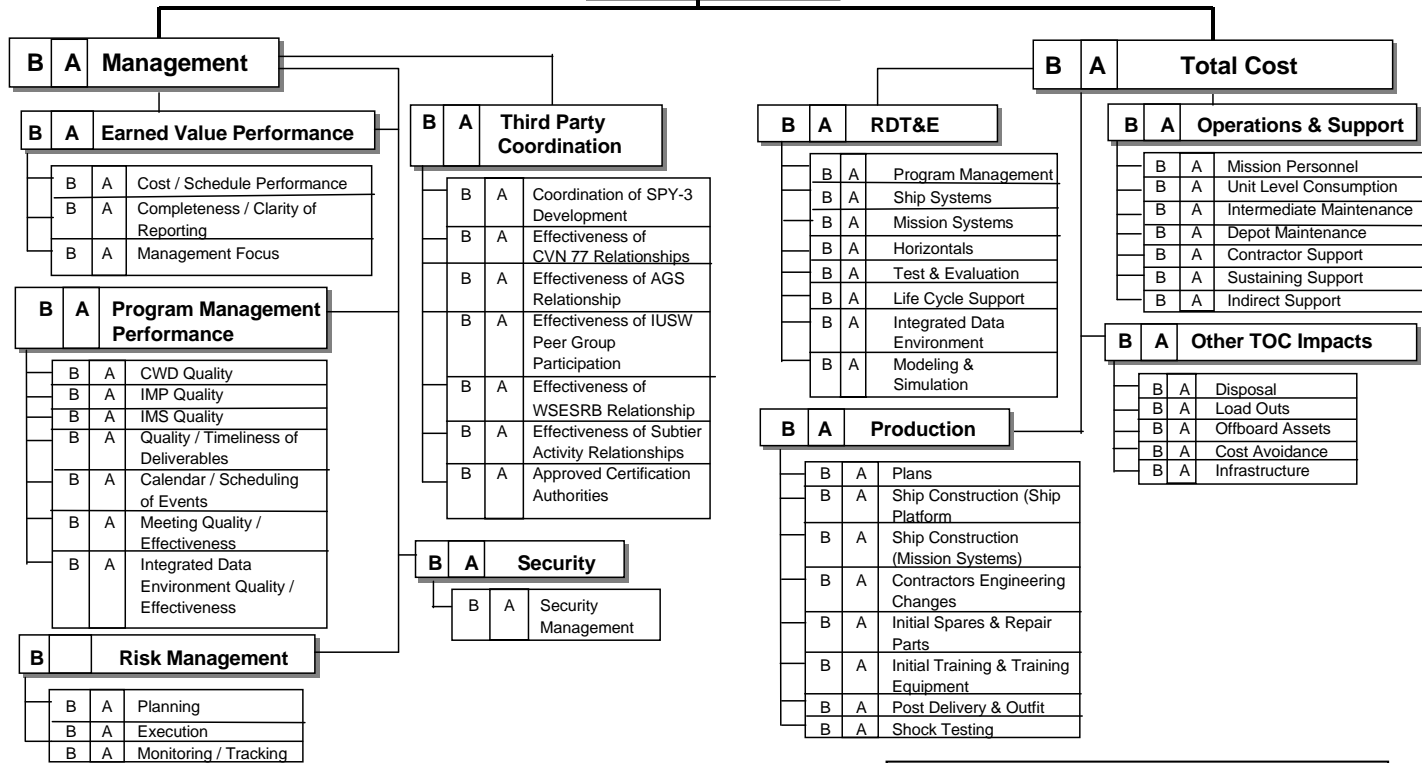 B A Management
B A Earned Value Performance
B A Cost / Schedule Performance
B A Completeness / Clarity of
Reporting
B A Management Focus
B A Program Management
Performance
B A CWD Quality
B A IMP Quality
B A IMS Quality
B A Quality / Timeliness of
Deliverables
B A Calendar / Scheduling
of Events
B A Meeting Quality /
Effectiveness
B A Integrated Data
Environment Quality /
Effectiveness
B Risk Management
B A Planning
B A Execution
B A Monitoring / Tracking
B A Third Party
Coordination
B A Coordination of SPY-3
Development
B A Effectiveness of
CVN 77 Relationships
B A Effectiveness of AGS
Relationship
B A Effectiveness of IUSW
Peer Group
Participation
B A Effectiveness of
WSESRB Relationship
B A Effectiveness of Subtier
Activity Relationships
B A Approved Certification
Authorities
B A Security
B A Security
Management
B A Total Cost
B A RDT&E
B A Program Management
B A Ship Systems
B A Mission Systems
B A Horizontals
B A Test & Evaluation
B A Life Cycle Support
B A Integrated Data
Environment
B A Modeling &
Simulation
B A Production
B A Plans
B A Ship Construction (Ship
Platform
B A Ship Construction
(Mission Systems)
B A Contractors Engineering
Changes
B A Initial Spares & Repair
Parts
B A Initial Training & Training
Equipment
B A Post Delivery & Outfit
B A Shock Testing
B A Operations & Support
B A Mission Personnel
B A Unit Level Consumption
B A Intermediate Maintenance
B A Depot Maintenance
B A Contractor Support
B A Sustaining Support
B A Indirect Support
B A Other TOC Impacts
B A Disposal
B A Load Outs
B A Offboard Assets
B A Cost Avoidance
B A Infrastructure